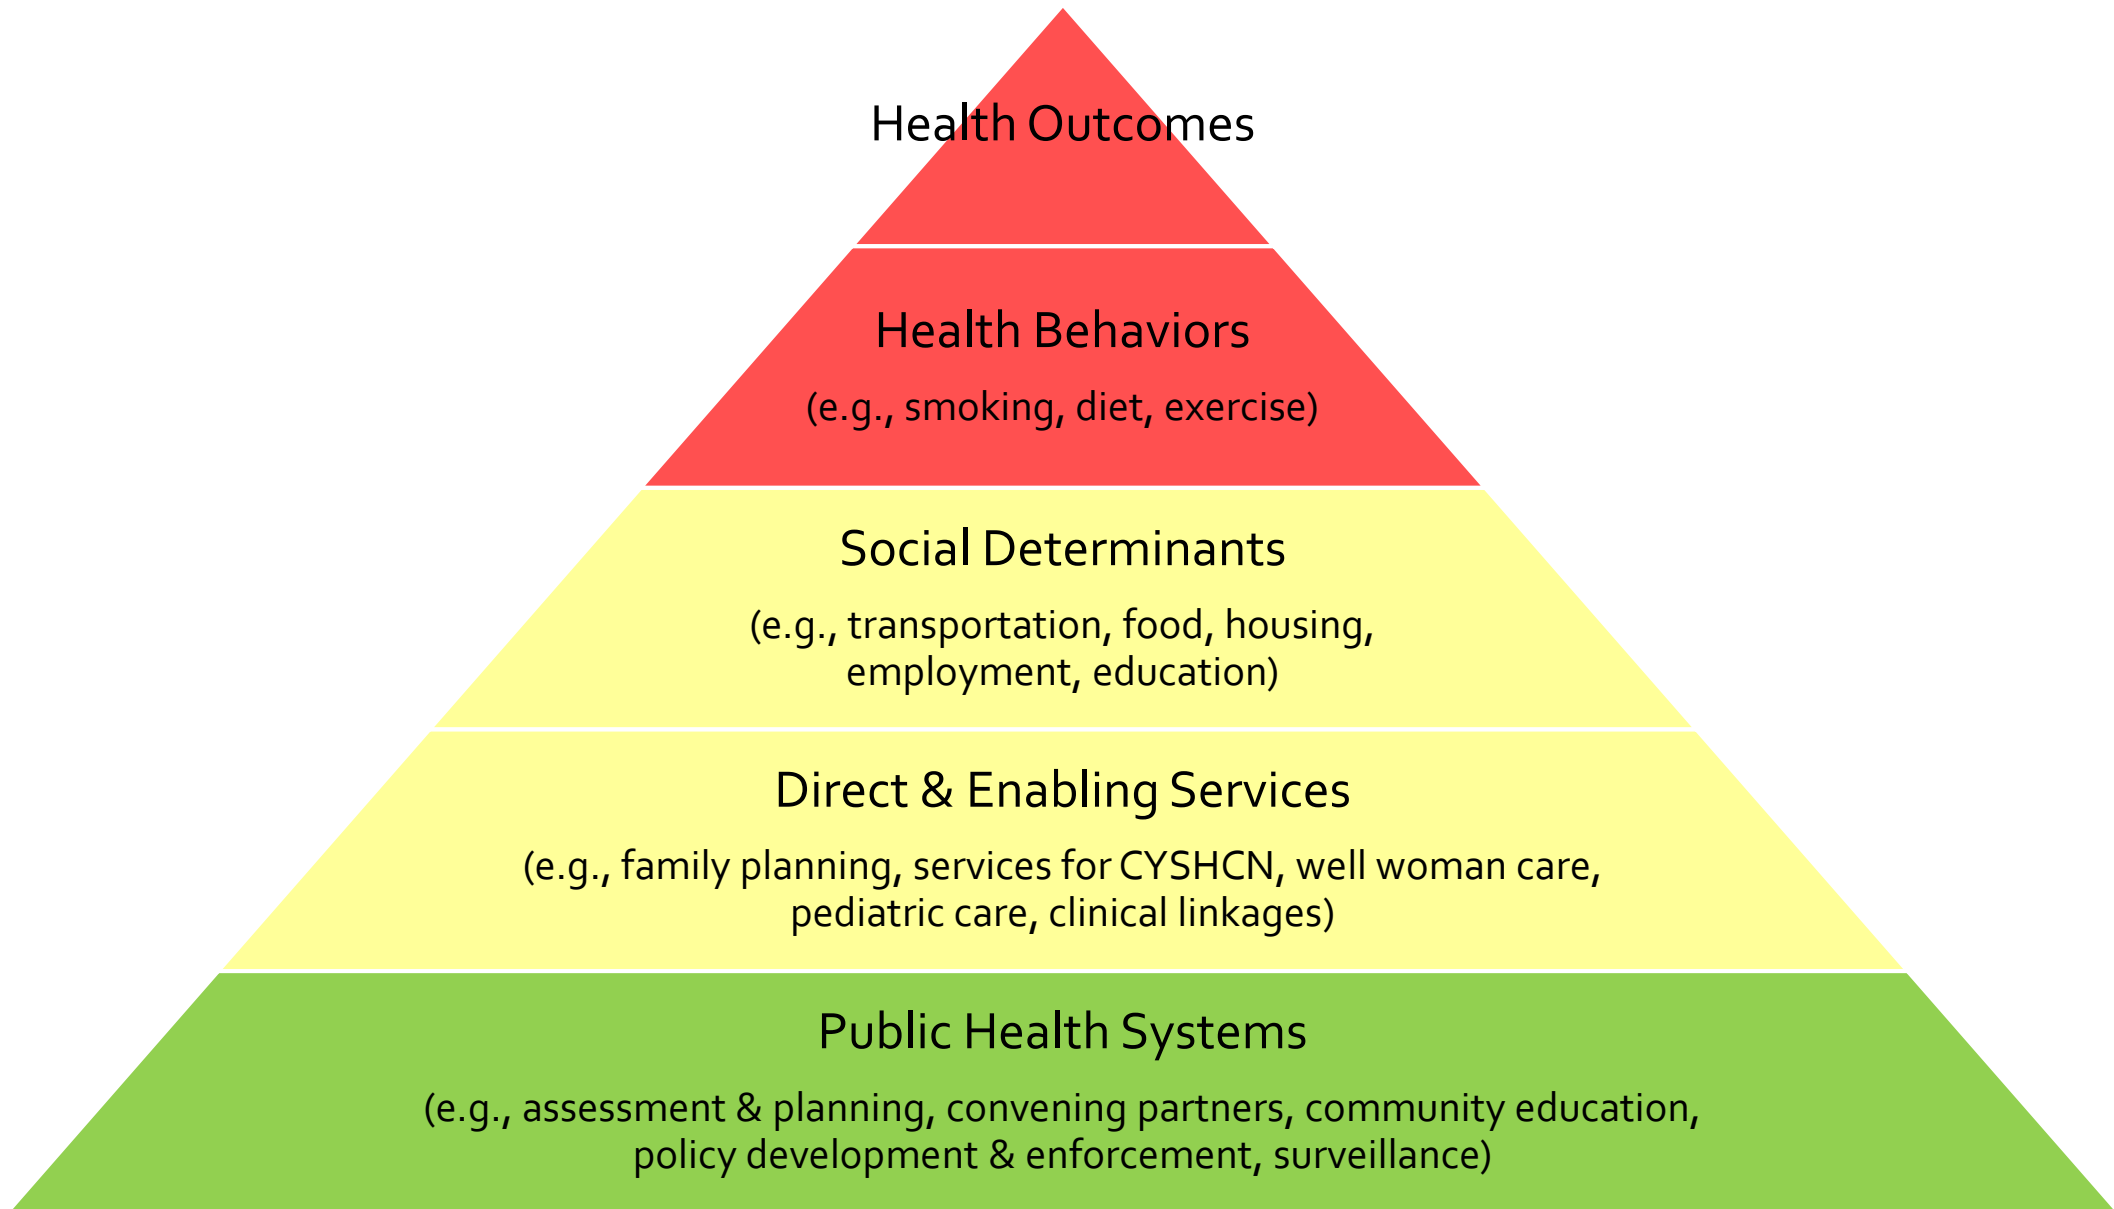 Health Outcomes
Health Behaviors
(e.g., smoking, diet, exercise)
Social Determinants
(e.g., transportation, food, housing,
employment, education)
Direct & Enabling Services
(e.g., family planning, services for CYSHCN, well woman care,
pediatric care, clinical linkages)
Public Health Systems
(e.g., assessment & planning, convening partners, community education,
policy development & enforcement, surveillance)